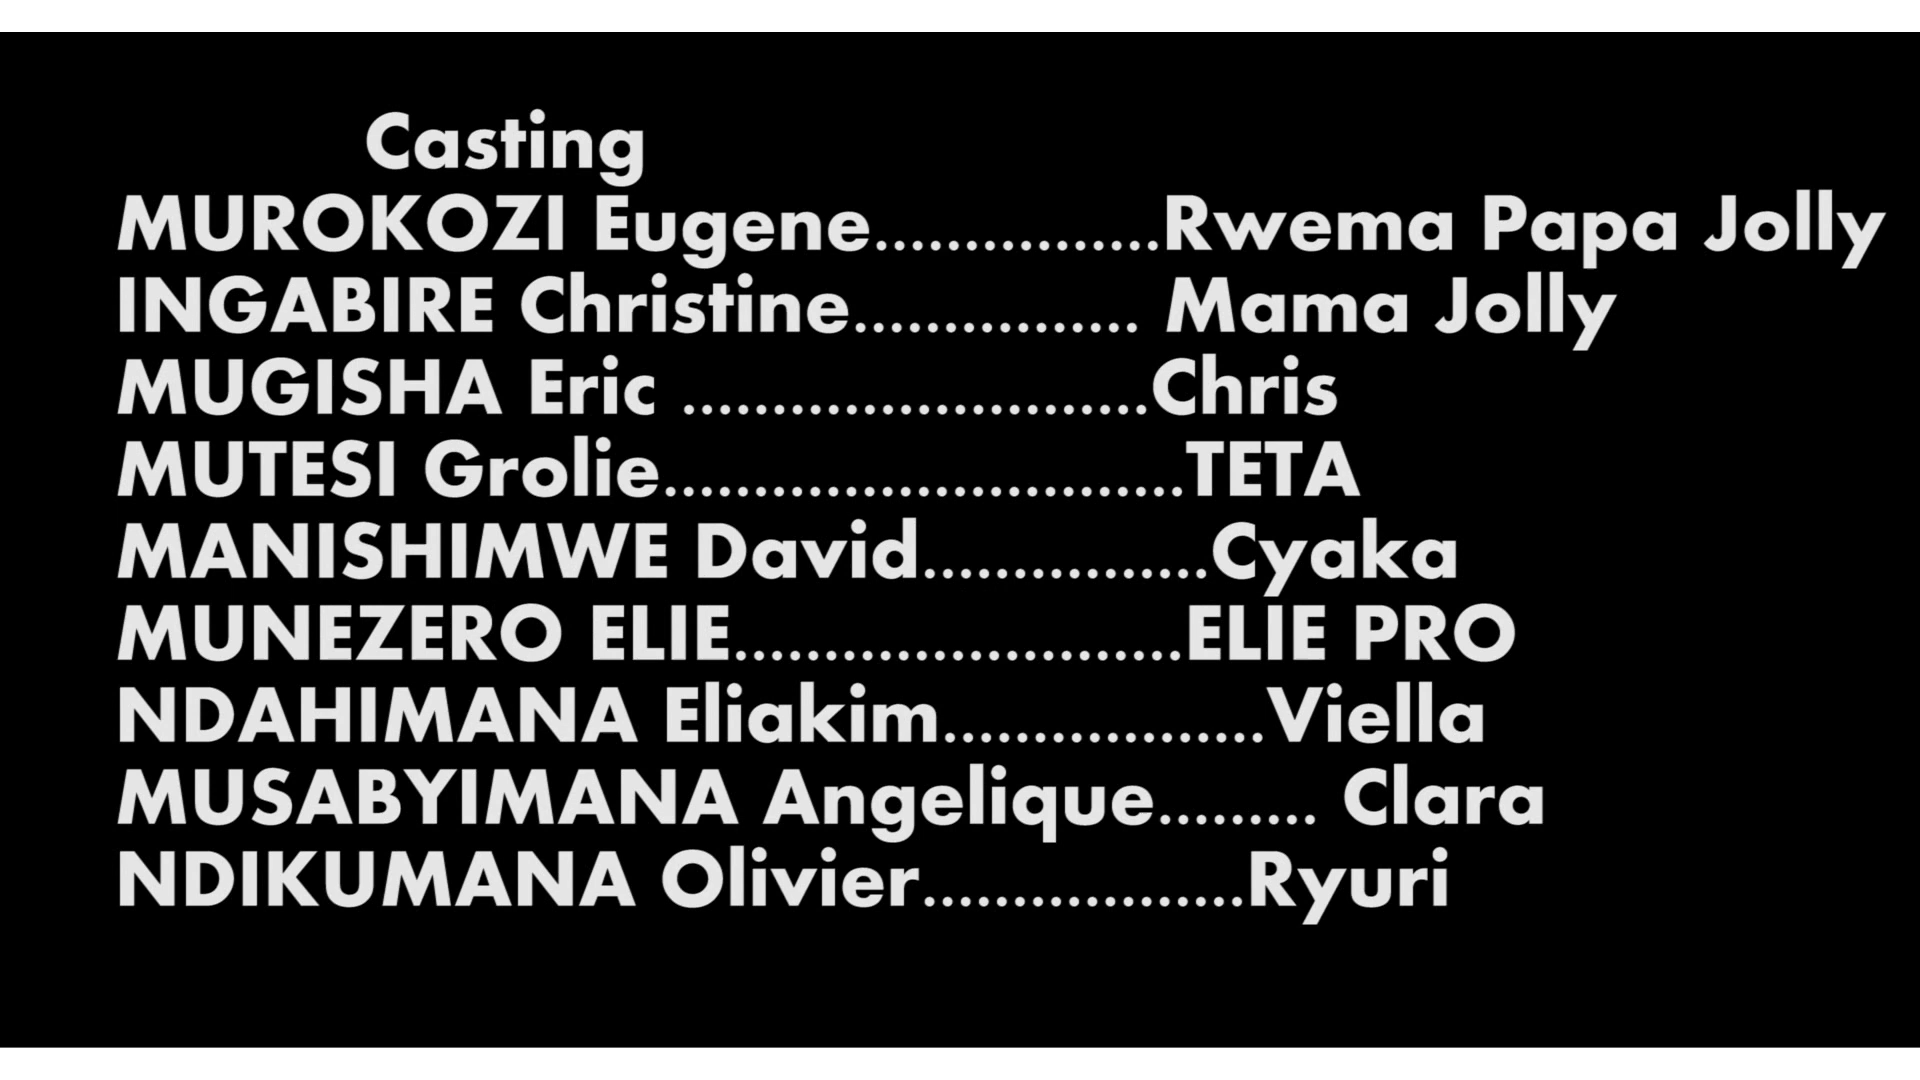 Casting
MUROKOZI Eugene................Rwema Papa Jolly
INGABIRE Christine................ Mama Jolly
MUGISHA Eric ..........................Chris
MUTESI Grolie.............................TETA
MANISHIMWE David................Cyaka
MUNEZERO ELIE.........................ELIE PRO
NDAHIMANA Eliakim..................Viella
MUSABYIMANA Angelique......... Clara
NDIKUMANA Olivier..................Ryuri